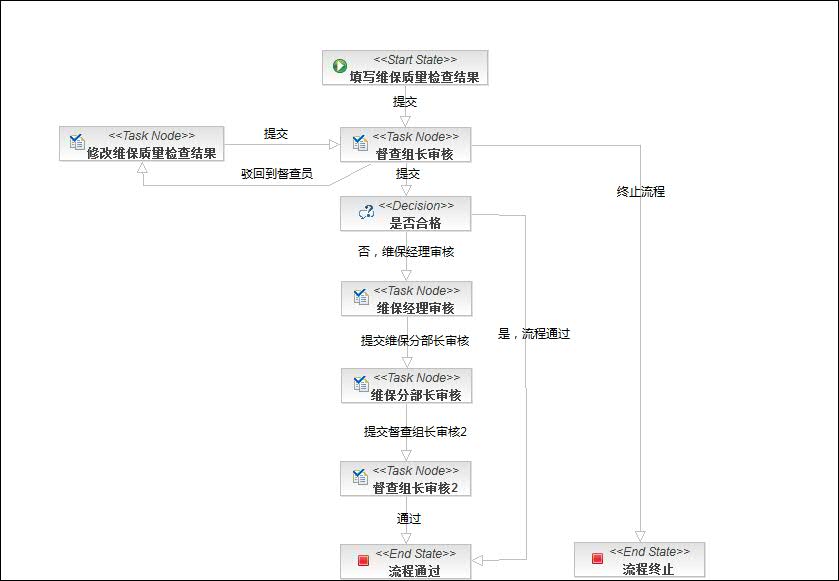 <<Start State>>
填写维保质量检查结果
提交
<<Task Node>>
修改维保质量检查结果
提交
<<Task Node>>
督查组长审核
驳回到督查员
提交
终止流程
<<Decision>>
是否合格
否，维保经理审核
<<Task Node>>
维保经理审核
是，流程通过
提交维保分部长审核
<<Task Node>>
维保分部长审核
提交督查组长审核2
<<Task Node>>
督查组长审核2
通过
<<End State>>
流程通过
<<End State>>
流程终止